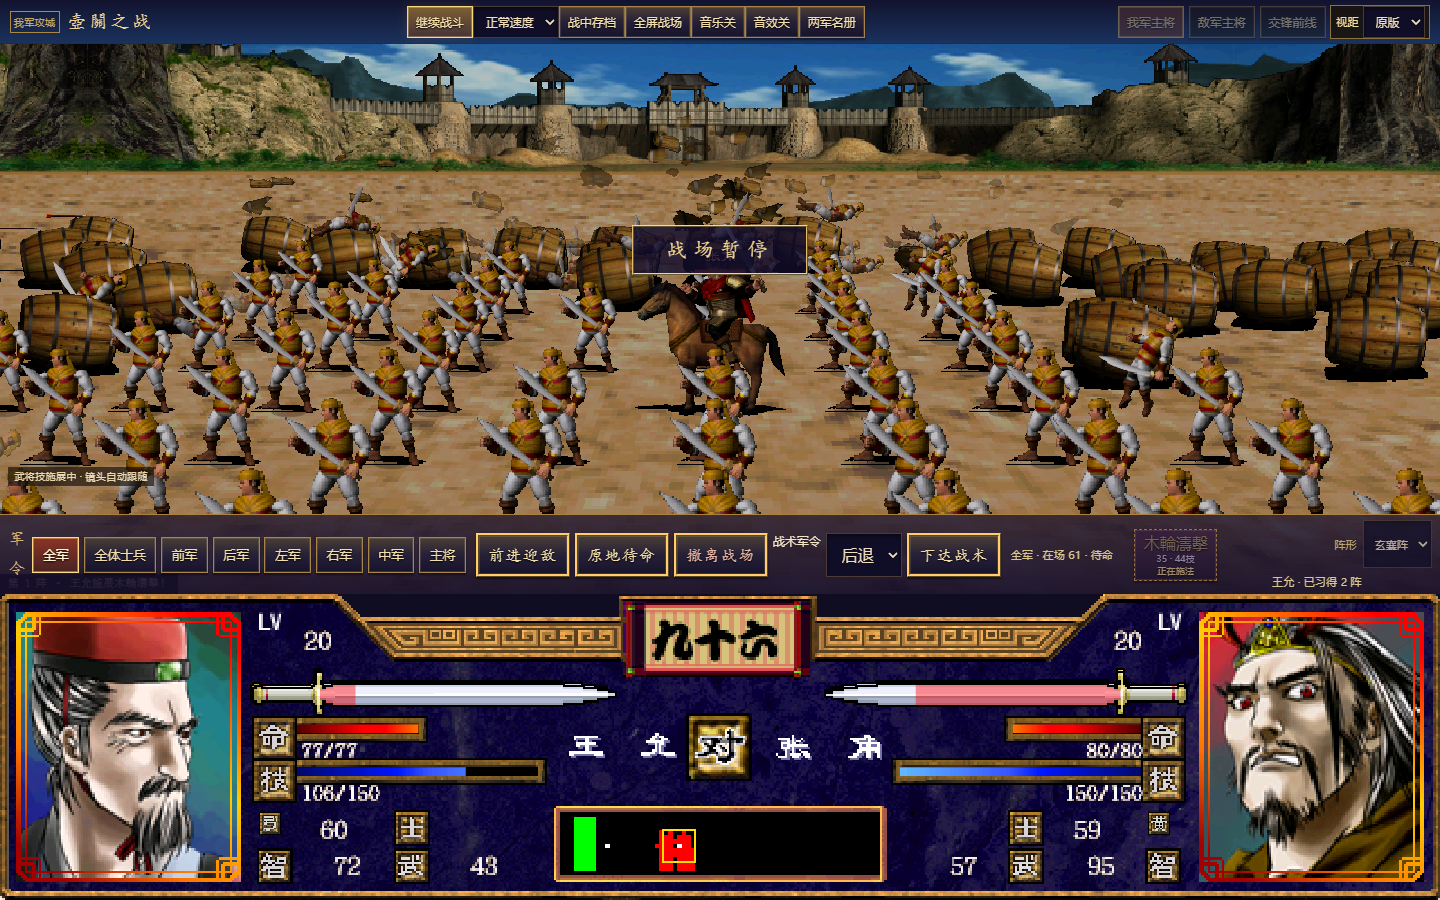 我军攻城 壶關之战 继续战斗 正常速度 战中存档 全屏战场 音乐关 音效关 两军名册 我军主将 敌军主将 交锋前线 视距 原版
战场暂停
武将技施展中 · 镜头自动跟随
军令 全军 全体士兵 前军 后军 左军 右军 中军 主将 前进迎敌 原地待命 撤离战场 战术军令 后退 下达战术 全军 · 在场 61 · 待命
木輪濤擊
35 · 44技
正在施法
阵形 玄襄阵
王允 · 已习得 2 阵
LV 20
九十六
20 LV
命 77/77
技 106/150
王允 对 张角
80/80 命
150/150 技
60 士
智 72 武 43
士 59
57 武 95 智